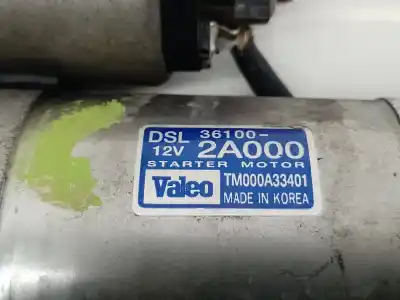 DSL 36100-
12V 2A000
STARTER MOTOR
Valeo TM000A33401
MADE IN KOREA